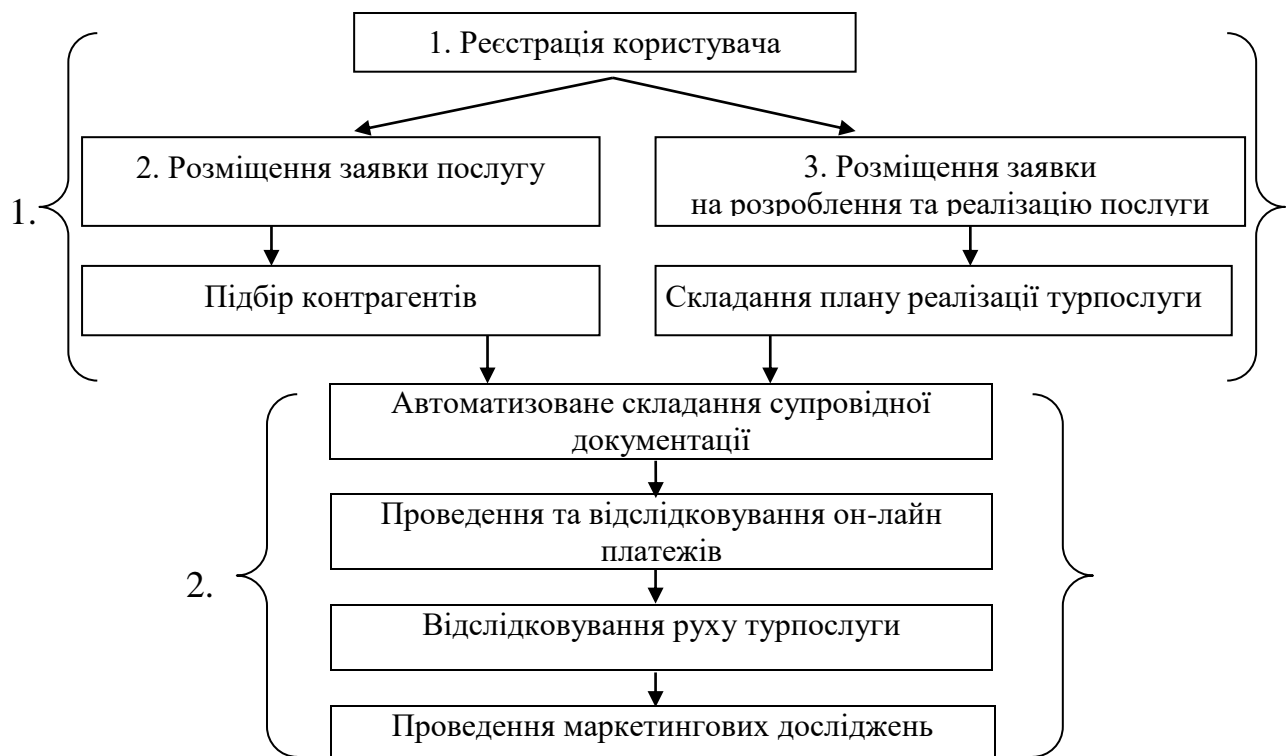 1. Реєстрація користувача
2. Розміщення заявки послугу
3. Розміщення заявки
на розроблення та реалізацію послуги
1.
Підбір контрагентів
Складання плану реалізації турпослуги
Автоматизоване складання супровідної
документації
Проведення та відслідковування он-лайн
платежів
2.
Відслідковування руху турпослуги
Проведення маркетингових досліджень